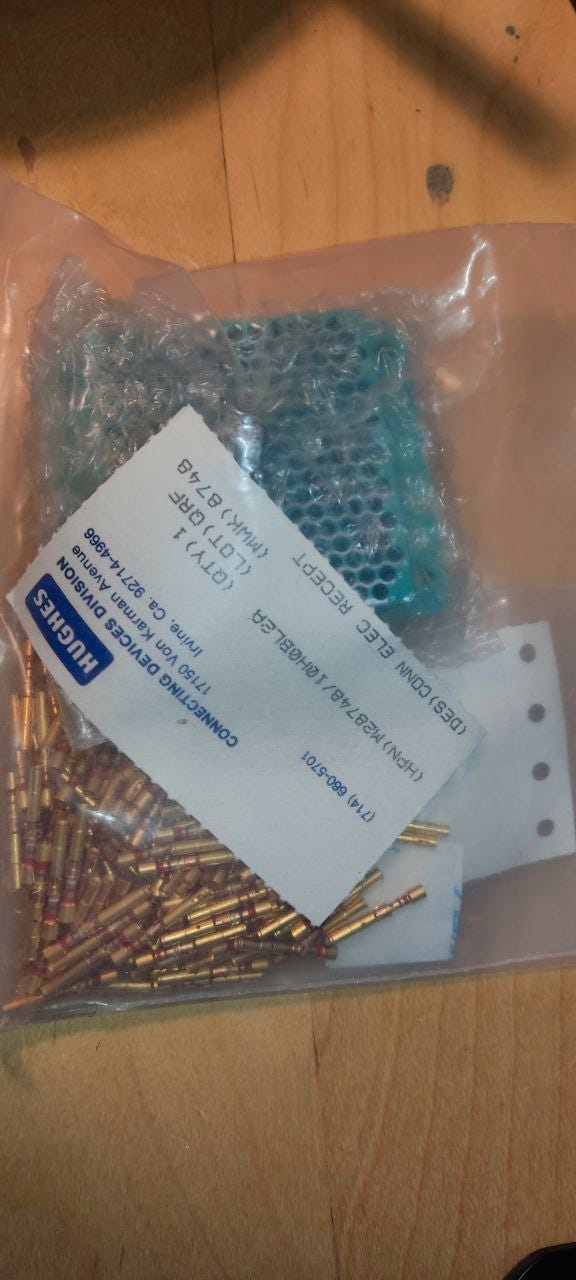 HUGHES
CONNECTING DEVICES DIVISION
17150 Von Karman Avenue
Irvine, Ca. 92714-4966
(714) 660-5701
(HPN) M28748/10H0BLEA
(DES) CONN ELEC RECEPT
(QTY) 1
(LOT) QRF
(MWK) 8748